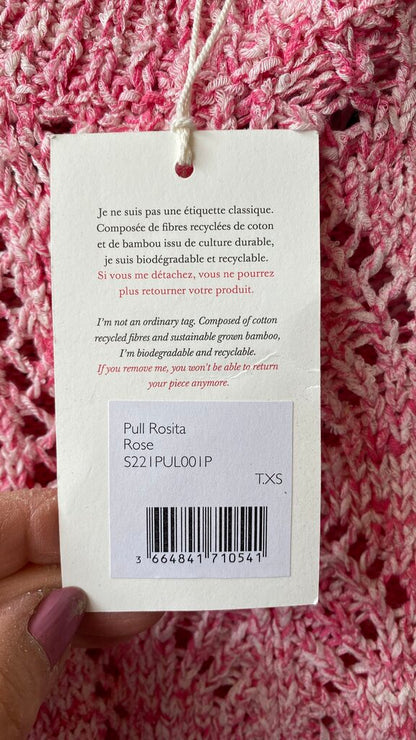 Je ne suis pas une étiquette classique.
Composée de fibres recyclées de coton
et de bambou issu de culture durable,
je suis biodégradable et recyclable.
Si vous me détachez, vous ne pourrez
plus retourner votre produit.
I'm not an ordinary tag. Composed of cotton
recycled fibres and sustainable grown bamboo,
I'm biodegradable and recyclable.
If you remove me, you won't be able to return
your piece anymore.
Pull Rosita
Rose
S221PUL001P
T.XS
3 664841 710541